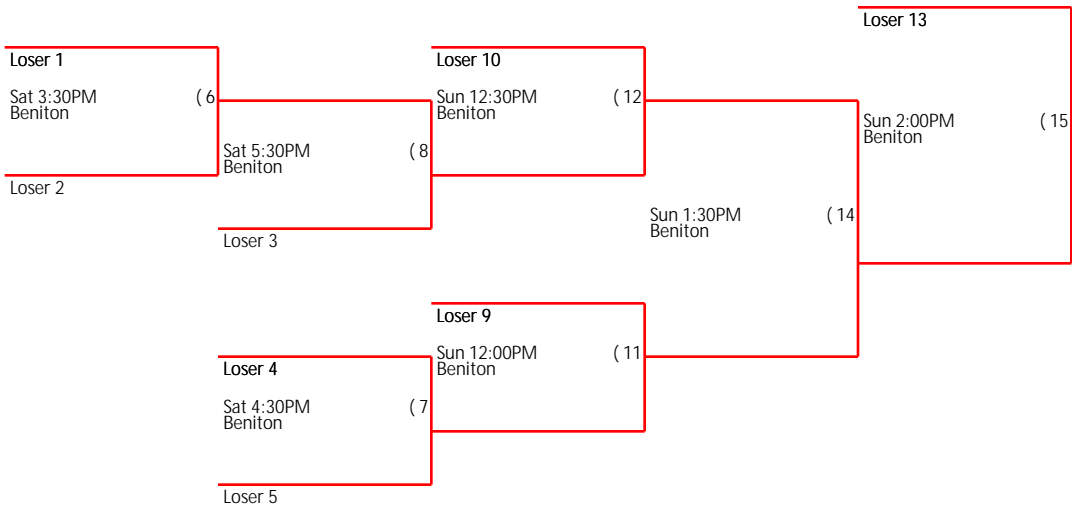 Loser 13
Loser 1
Loser 10
Sat 3:30PM ( 6
Beniton
Sun 12:30PM ( 12
Beniton
Sun 2:00PM ( 15
Beniton
Sat 5:30PM ( 8
Beniton
Loser 2
Sun 1:30PM ( 14
Beniton
Loser 3
Loser 9
Sun 12:00PM ( 11
Beniton
Loser 4
Sat 4:30PM ( 7
Beniton
Loser 5